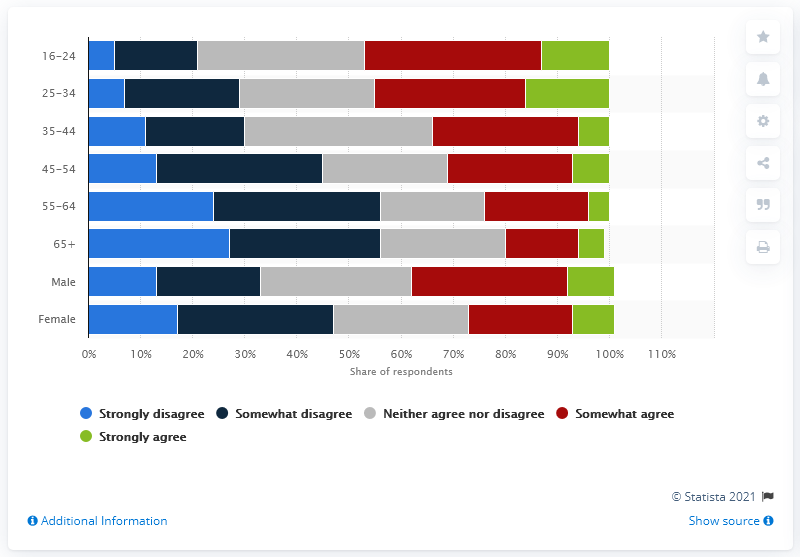 16–24
25–34
35–44
45–54
55–64
65+
Male
Female
0% 10% 20% 30% 40% 50% 60% 70% 80% 90% 100% 110%
Share of respondents
Strongly disagree Somewhat disagree Neither agree nor disagree Somewhat agree
Strongly agree
© Statista 2021
Additional Information Show source